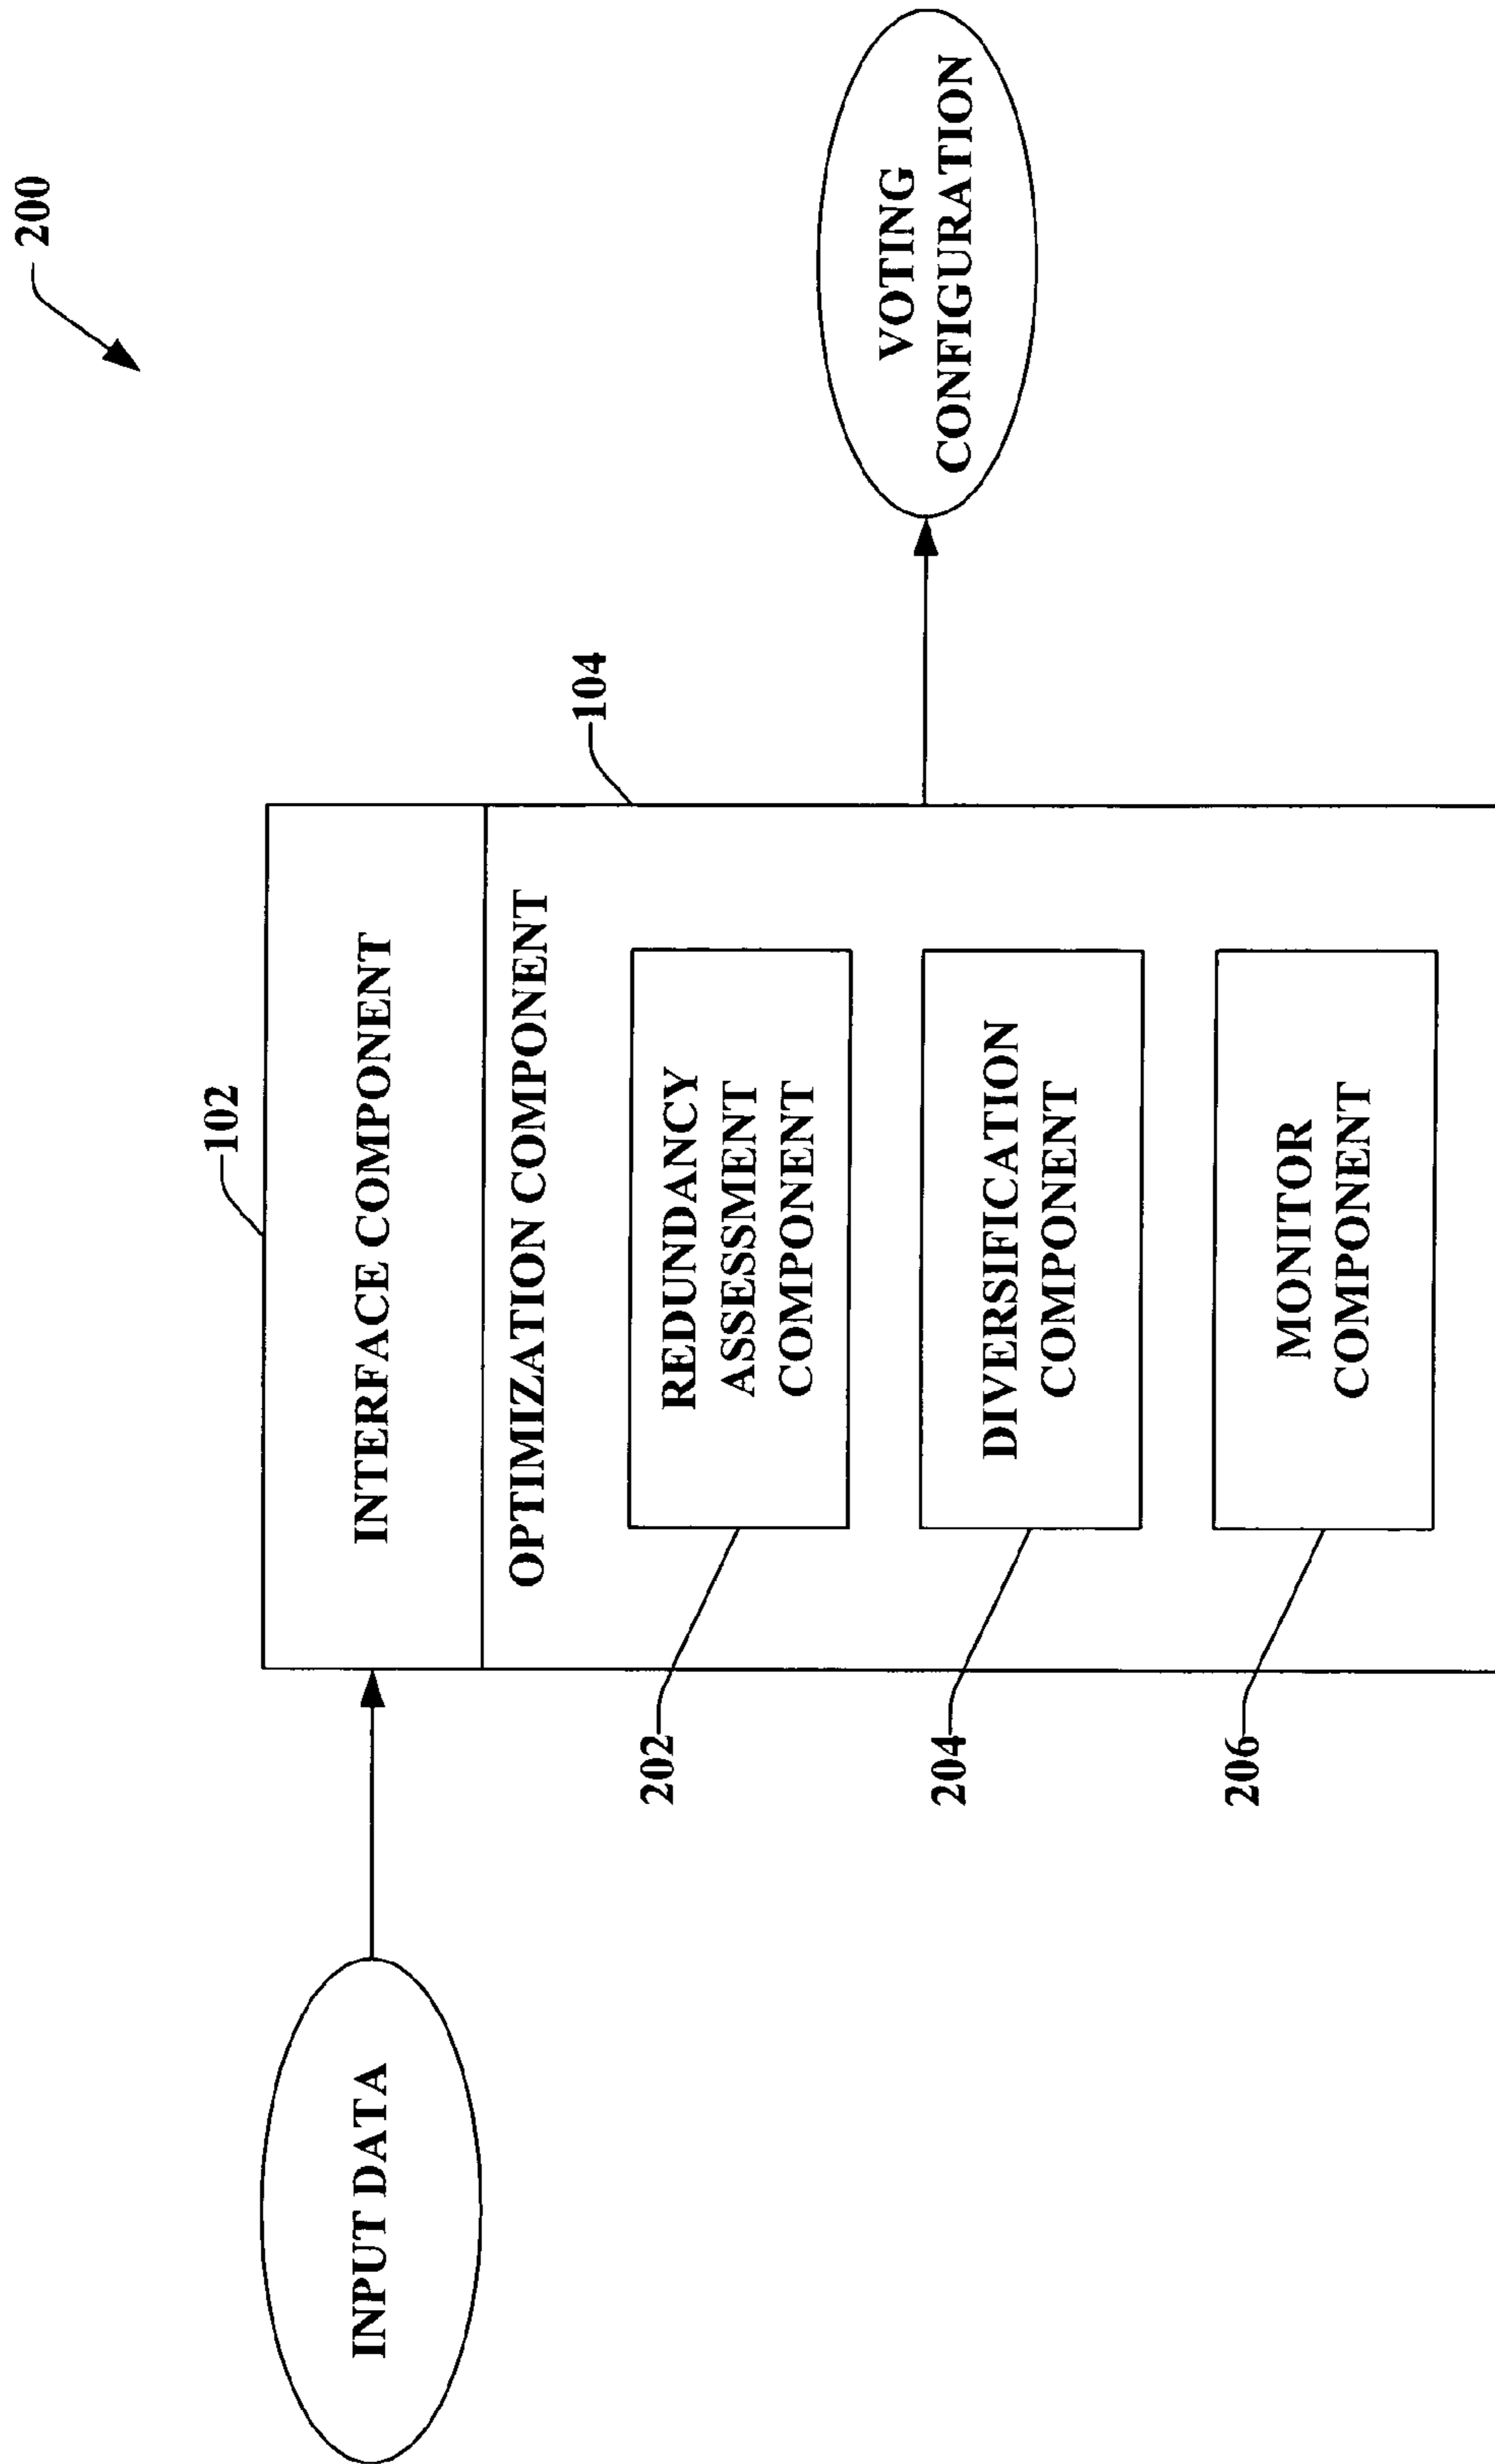 200
102
INTERFACE COMPONENT
INPUT DATA
OPTIMIZATION COMPONENT
104
202
REDUNDANCY
ASSESSMENT
COMPONENT
VOTING
CONFIGURATION
204
DIVERSIFICATION
COMPONENT
206
MONITOR
COMPONENT